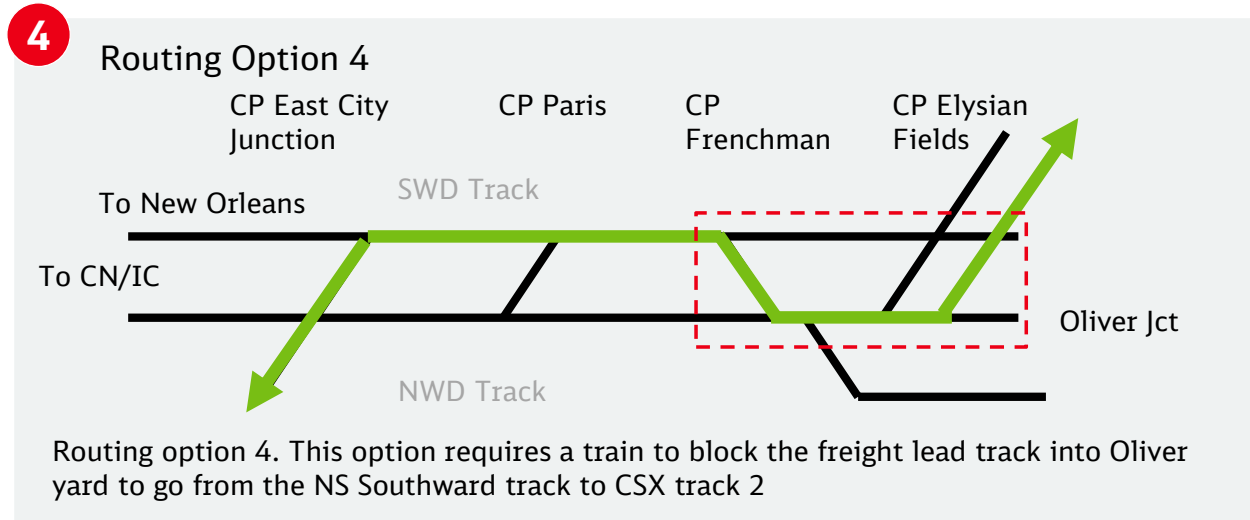 4
Routing Option 4
CP East City
Junction
CP Paris
CP
Frenchman
CP Elysian
Fields
SWD Track
To New Orleans
To CN/IC
Oliver Jct
NWD Track
Routing option 4. This option requires a train to block the freight lead track into Oliver
yard to go from the NS Southward track to CSX track 2